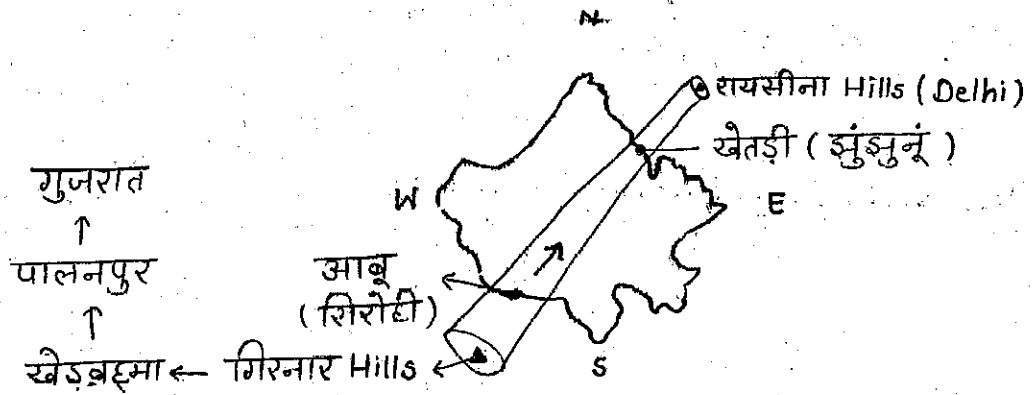 N
रायसीना Hills (Delhi)
खेतड़ी (झुंझुनूं)
गुजरात
↑
W
E
पालनपुर
आबू
↑
(सिरोही)
खेड़ब्रह्मा ← गिरनार Hills
S